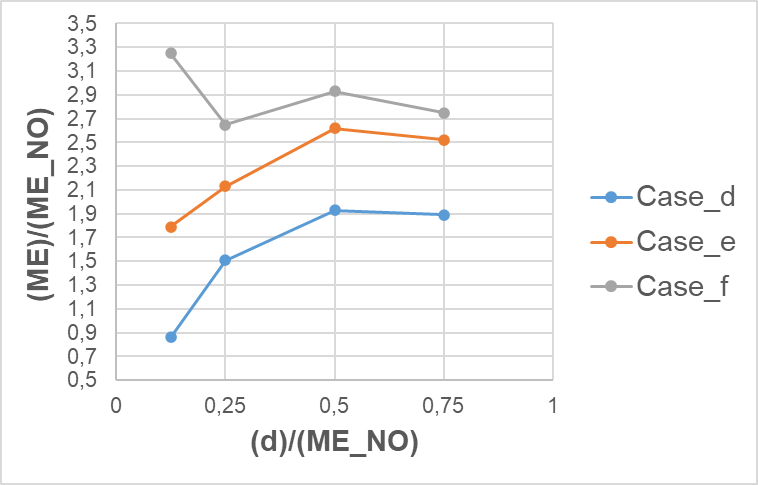 (ME)/(ME_NO)
3,5
3,3
3,1
2,9
2,7
2,5
2,3
2,1
1,9
1,7
1,5
1,3
1,1
0,9
0,7
0,5
0 0,25 0,5 0,75 1
(d)/(ME_NO)
Case_d
Case_e
Case_f